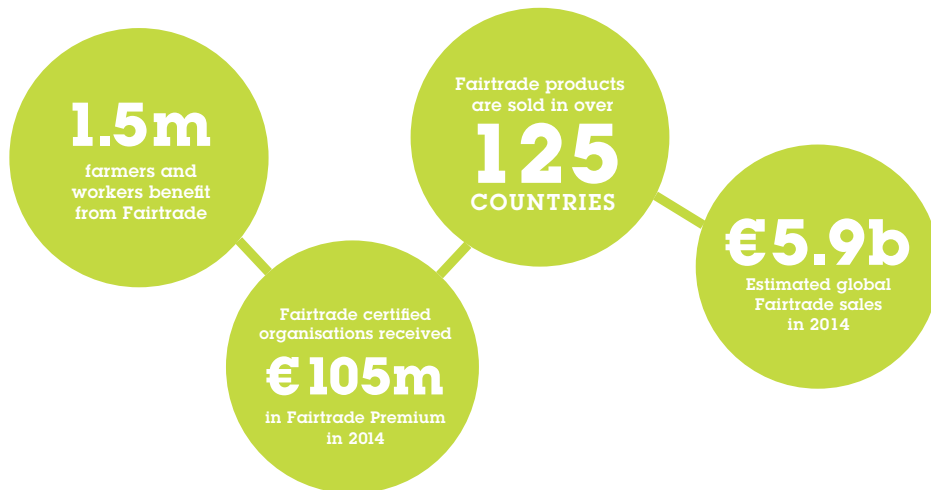 1.5m
farmers and
workers benefit
from Fairtrade
Fairtrade certified
organisations received
€105m
in Fairtrade Premium
in 2014
Fairtrade products
are sold in over
125
COUNTRIES
€5.9b
Estimated global
Fairtrade sales
in 2014